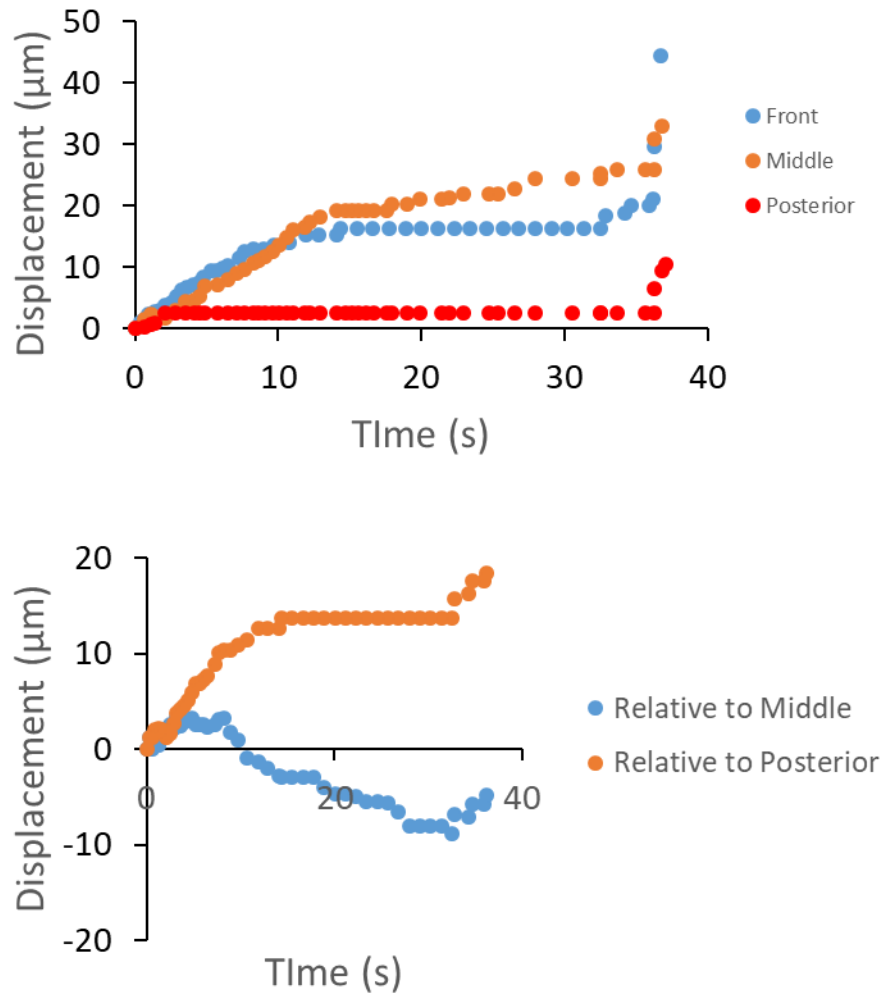 Displacement (μm)
50
40
30
20
10
0
0 10 20 30 40
TIme (s)
Front
Middle
Posterior
Displacement (μm)
20
10
0
-10
-20
0 20 40
TIme (s)
Relative to Middle
Relative to Posterior